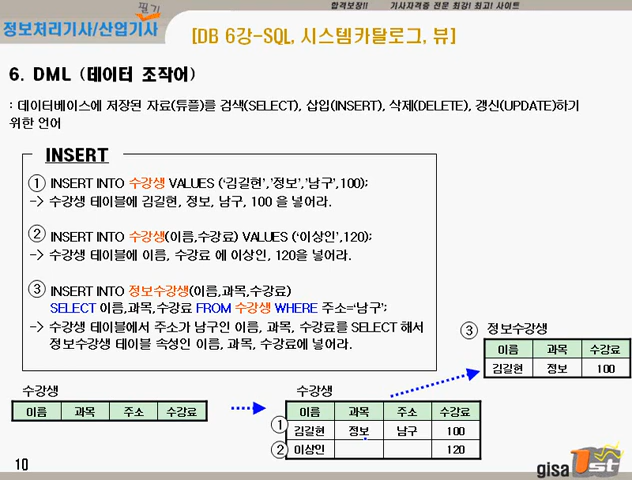 합격보장!! 기사자격증 전문 최강! 최고! 사이트
필기
정보처리기사/산업기사
[DB 6강-SQL, 시스템카탈로그, 뷰]
6. DML (데이터 조작어)
: 데이터베이스에 저장된 자료(튜플)를 검색(SELECT), 삽입(INSERT), 삭제(DELETE), 갱신(UPDATE)하기
위한 언어
INSERT
① INSERT INTO 수강생 VALUES (‘김길현’,‘정보’,‘남구’,100);
-> 수강생 테이블에 김길현, 정보, 남구, 100 을 넣어라.
② INSERT INTO 수강생(이름,수강료) VALUES (‘이상인’,120);
-> 수강생 테이블에 이름, 수강료 에 이상인, 120을 넣어라.
③ INSERT INTO 정보수강생(이름,과목,수강료)
SELECT 이름,과목,수강료 FROM 수강생 WHERE 주소=‘남구’;
-> 수강생 테이블에서 주소가 남구인 이름, 과목, 수강료를 SELECT 해서
정보수강생 테이블 속성인 이름, 과목, 수강료에 넣어라.
③ 정보수강생
이름 과목 수강료
김길현 정보 100
수강생
이름 과목 주소 수강료
수강생
이름 과목 주소 수강료
① 김길현 정보 남구 100
② 이상인 120
10
gisa 1st .co.kr